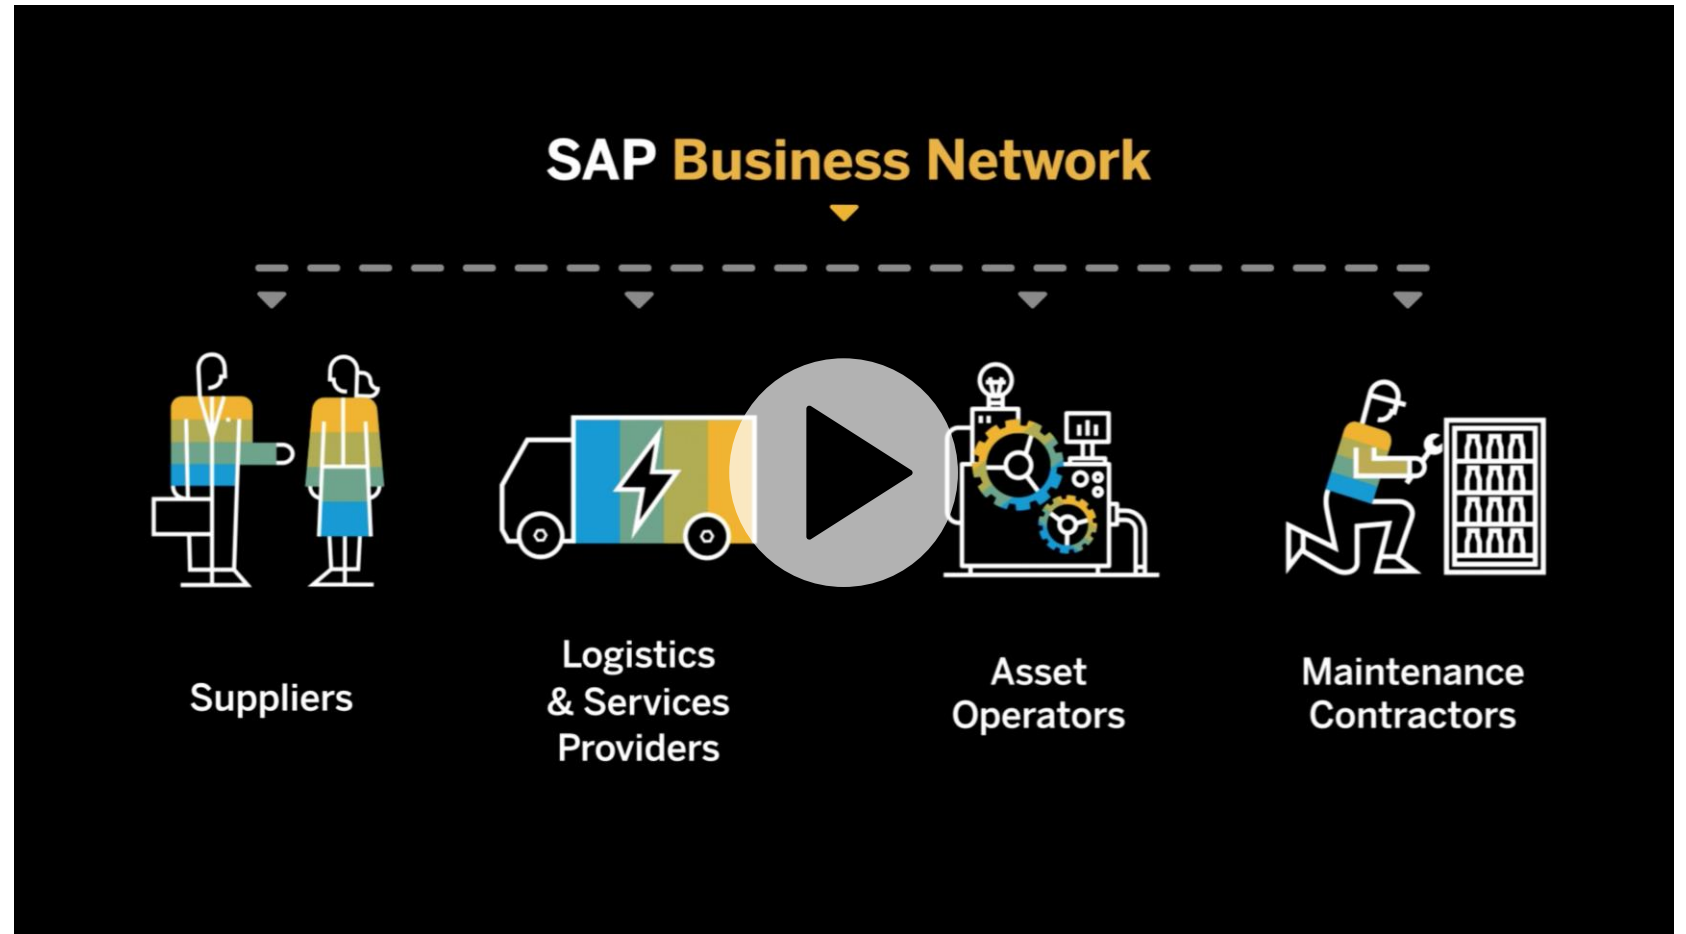 SAP Business Network
Suppliers
Logistics
& Services
Providers
Asset
Operators
Maintenance
Contractors